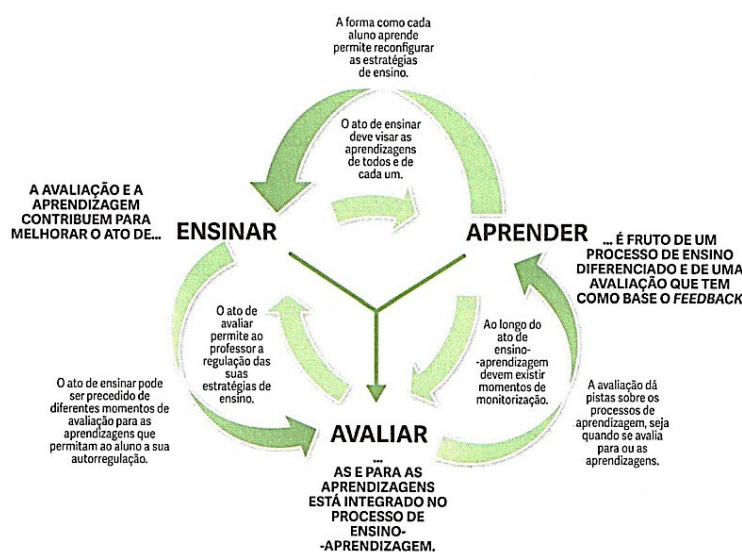 A forma como cada
aluno aprende
permite reconfigurar
as estratégias
de ensino.
O ato de ensinar
deve visar as
aprendizagens
de todos e de
cada um.
A AVALIAÇÃO E A
APRENDIZAGEM
CONTRIBUEM PARA
MELHORAR O ATO DE...
ENSINAR
APRENDER
... É FRUTO DE UM
PROCESSO DE ENSINO
DIFERENCIADO E DE UMA
AVALIAÇÃO QUE TEM
COMO BASE O FEEDBACK
O ato de
avaliar
permite ao
professor a
regulação das
suas
estratégias de
ensino.
Ao longo do
ato de
ensino-
-aprendizagem
devem existir
momentos de
monitorização.
O ato de ensinar pode
ser precedido de
diferentes momentos de
avaliação para as
aprendizagens que
permitam ao aluno a sua
autorregulação.
A avaliação dá
pistas sobre os
processos de
aprendizagem, seja
quando se avalia
para ou as
aprendizagens.
AVALIAR
...
AS E PARA AS
APRENDIZAGENS
ESTÁ INTEGRADO NO
PROCESSO DE
ENSINO-
-APRENDIZAGEM.